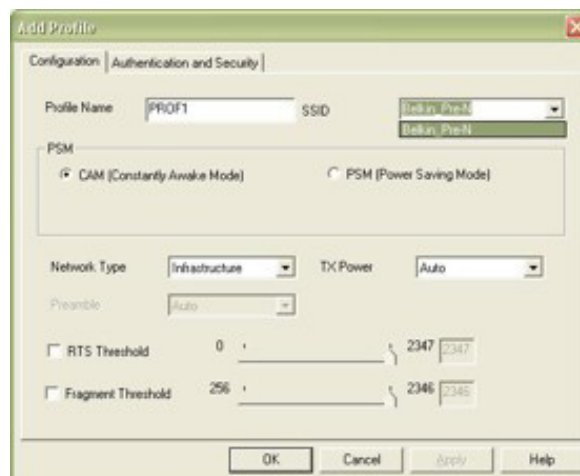 Add Profile
Configuration Authentication and Security
Profile Name PROF1 SSID Belkin_Pre-N
Belkin_Pre-N
PSM
CAM (Constantly Awake Mode) PSM (Power Saving Mode)
Network Type Infrastructure TX Power Auto
Preamble Auto
RTS Threshold 0 2347 2347
Fragment Threshold 256 2346 2346
OK Cancel Apply Help